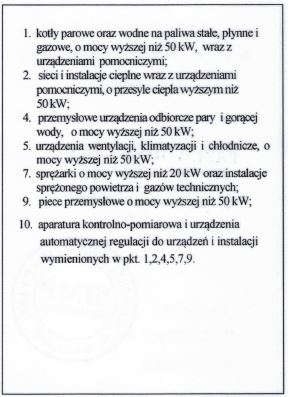 1. kotły parowe oraz wodne na paliwa stałe, płynne i
gazowe, o mocy wyższej niż 50 kW, wraz z
urządzeniami pomocniczymi;
2. sieci i instalacje cieplne wraz z urządzeniami
pomocniczymi, o przesyle ciepła wyższym niż
50 kW;
4. przemysłowe urządzenia odbiorcze pary i gorącej
wody, o mocy wyższej niż 50 kW;
5. urządzenia wentylacji, klimatyzacji i chłodnicze, o
mocy wyższej niż 50 kW;
7. sprężarki o mocy wyższej niż 20 kW oraz instalacje
sprężonego powietrza i gazów technicznych;
9. piece przemysłowe o mocy wyższej niż 50 kW;
10. aparatura kontrolno-pomiarowa i urządzenia
automatycznej regulacji do urządzeń i instalacji
wymienionych w pkt. 1,2,4,5,7,9.